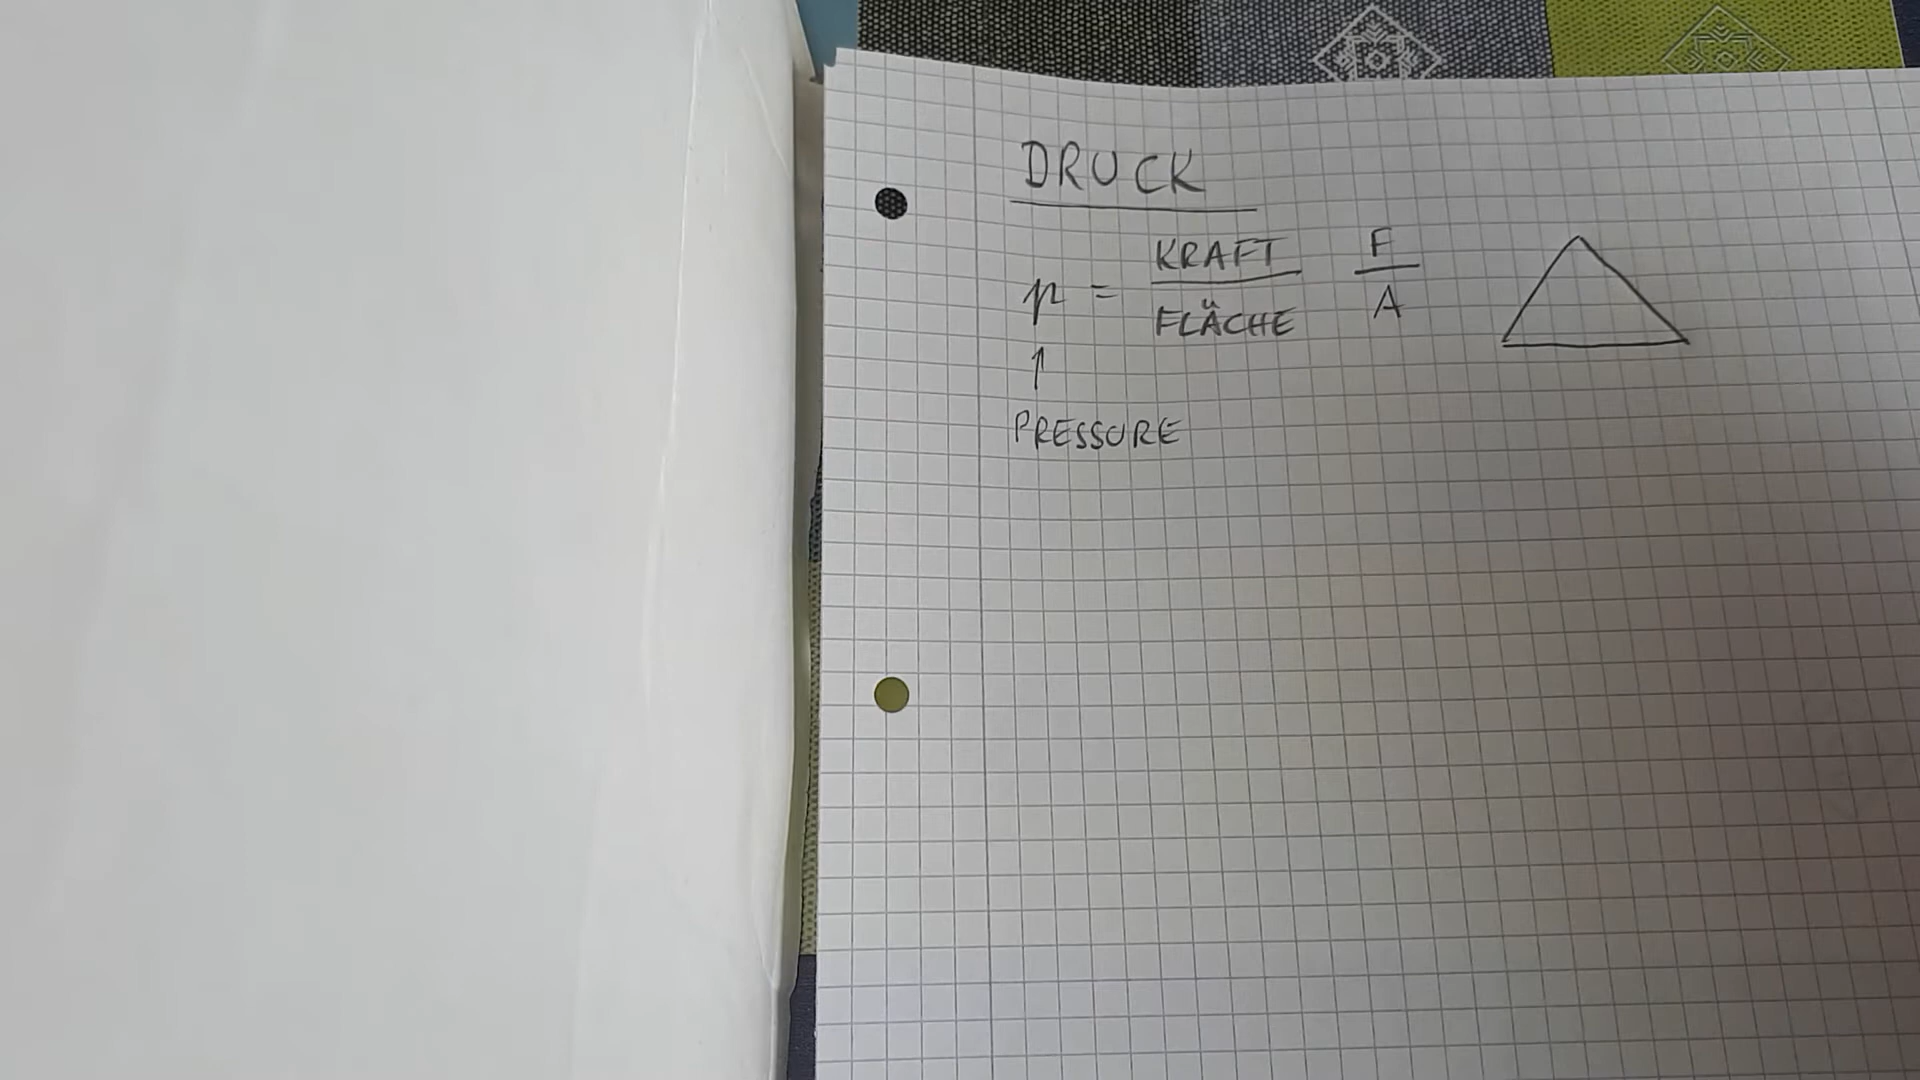 DRUCK
p = KRAFT F
FLÄCHE A
↑
PRESSURE